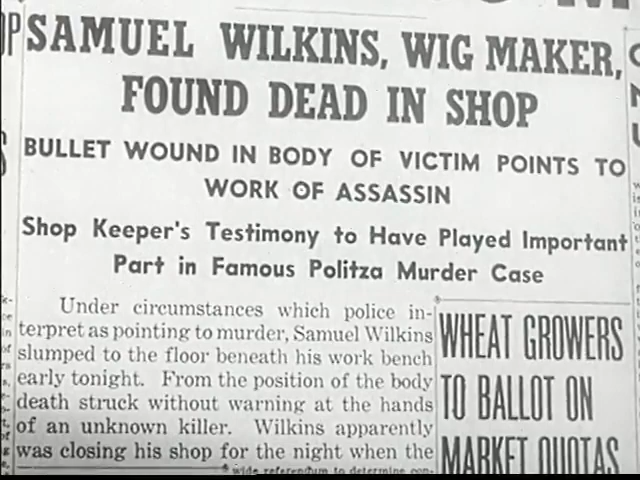 SAMUEL WILKINS, WIG MAKER,
FOUND DEAD IN SHOP
BULLET WOUND IN BODY OF VICTIM POINTS TO
WORK OF ASSASSIN
Shop Keeper's Testimony to Have Played Important
Part in Famous Politza Murder Case
Under circumstances which police in-
terpret as pointing to murder, Samuel Wilkins
slumped to the floor beneath his work bench
early tonight. From the position of the body
death struck without warning at the hands
of an unknown killer. Wilkins apparently
was closing his shop for the night when the
WHEAT GROWERS
TO BALLOT ON
MARKET QUOTAS
wide referendum to determine con-